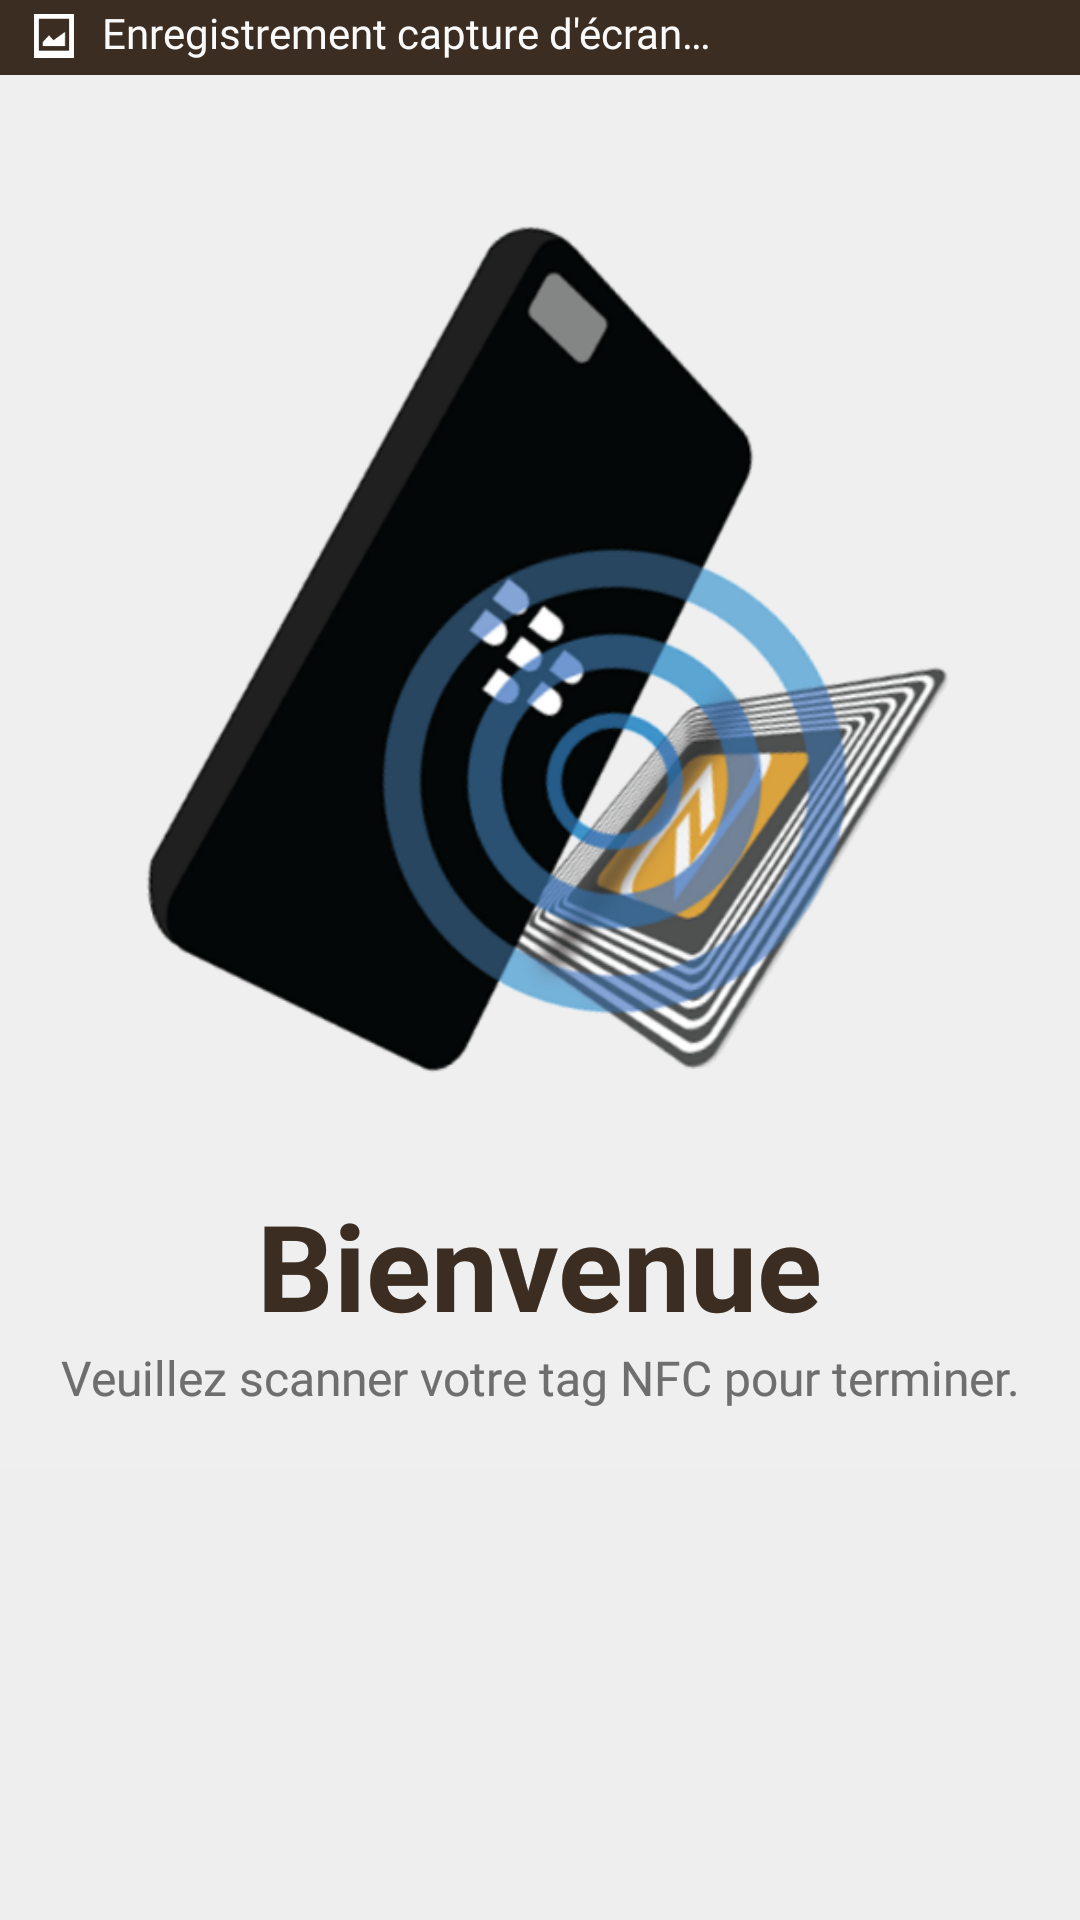 Enregistrement capture d'écran...
Bienvenue
Veuillez scanner votre tag NFC pour terminer.